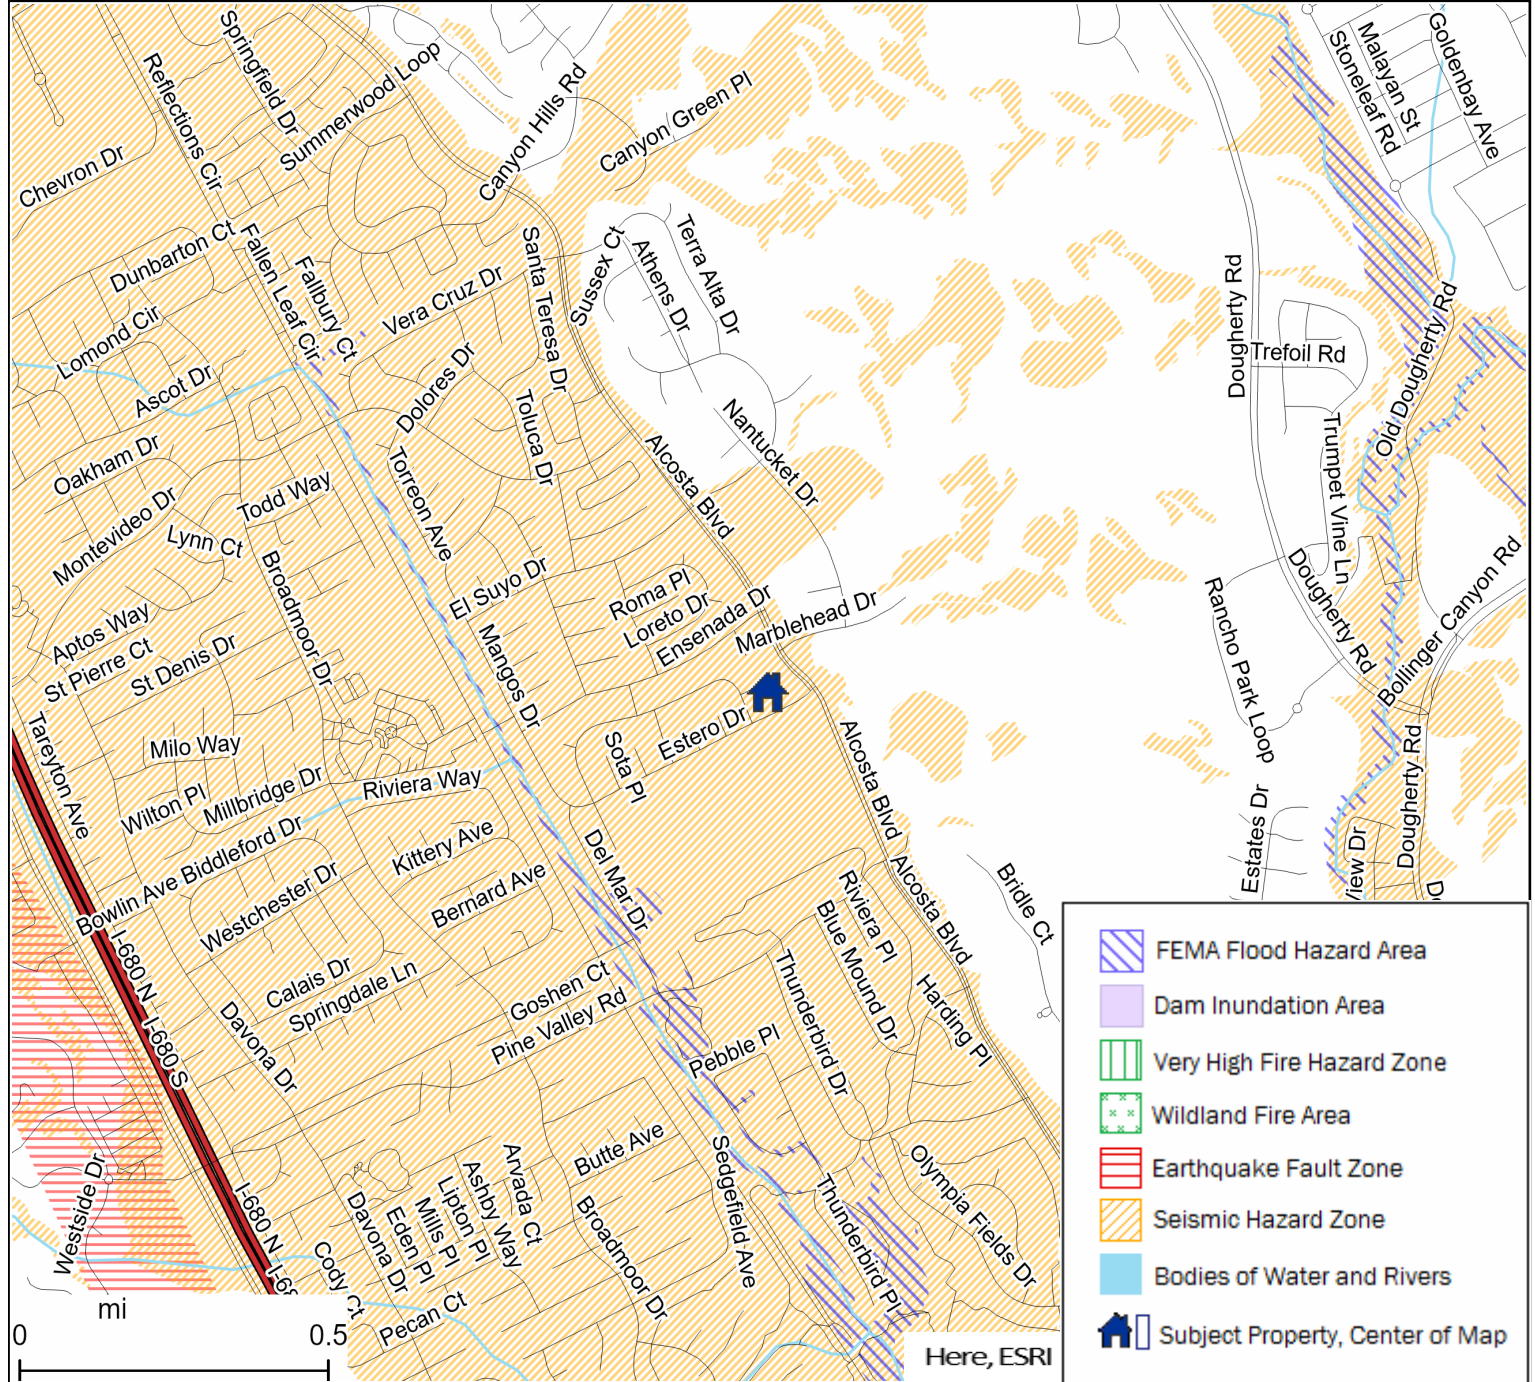 Springfield Dr
Reflections Cir
Summerwood Loop
Canyon Hills Rd
Canyon Green Pl
Chevron Dr
Stoneleaf Rd
Malayan St
Goldenbay Ave
Dunbarton Ct
Fallen Leaf Cir
Fallbury Ct
Vera Cruz Dr
Santa Teresa Dr
Sussex Ct
Athens Dr
Terra Alta Dr
Dougherty Rd
Trefoil Rd
Old Dougherty Rd
Lomond Cir
Ascot Dr
Dolores Dr
Toluca Dr
Nantucket Dr
Alcosta Blvd
Trumpet Vine Ln
Oakham Dr
Montevideo Dr
Todd Way
Lynn Ct
Torreon Ave
Broadmoor Dr
El Suyo Dr
Roma Pl
Loreto Dr
Ensenada Dr
Marblehead Dr
Dougherty Rd
Bollinger Canyon Rd
Rancho Park Loop
Aptos Way
St Pierre Ct
St Denis Dr
Mangos Dr
Estero Dr
Sota Pl
Tareyton Ave
Milo Way
Wilton Pl
Millbridge Dr
Riviera Way
Alcosta Blvd
Dougherty Rd
Estates Dr
View Dr
Do
Bowlin Ave
Biddleford Dr
Kittery Ave
Westchester Dr
Bernard Ave
Del Mar Dr
Alcosta Blvd
Riviera Pl
Blue Mound Dr
Bridle Ct
I-680 N
I-680 S
Calais Dr
Springdale Ln
Goshen Ct
Pine Valley Rd
Davona Dr
Thunderbird Dr
Harding Pl
Pebble Pl
Westside Dr
Butte Ave
Arvada Ct
Ashby Way
Lipton Pl
Mills Pl
Eden Pl
Davona Dr
Broadmoor Dr
Sedgefield Ave
Thunderbird Pl
Olympia Fields Dr
I-680 N
I-68
Cody Ct
Pecan Ct
mi
0 0.5
Here, ESRI
FEMA Flood Hazard Area
Dam Inundation Area
Very High Fire Hazard Zone
Wildland Fire Area
Earthquake Fault Zone
Seismic Hazard Zone
Bodies of Water and Rivers
Subject Property, Center of Map